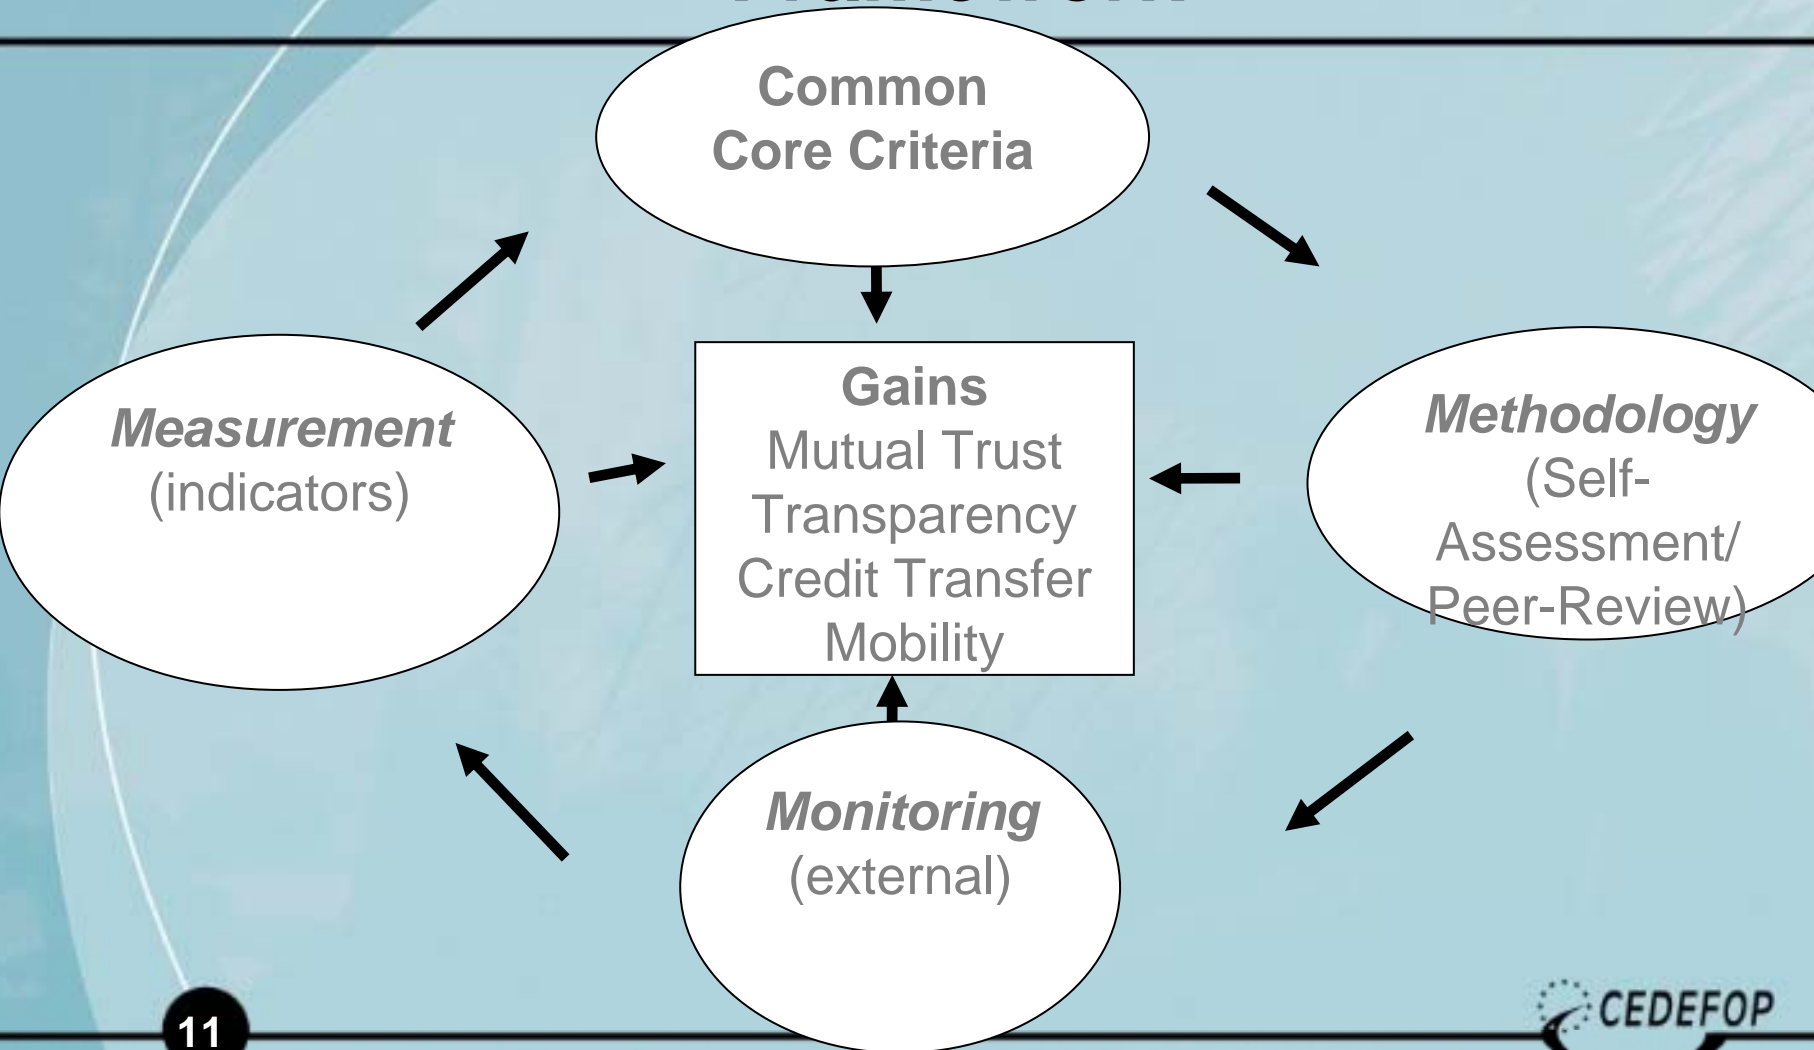 Common
Core Criteria
Measurement
(indicators)
Gains
Mutual Trust
Transparency
Credit Transfer
Mobility
Methodology
(Self-
Assessment/
Peer-Review)
Monitoring
(external)
11
CEDEFOP